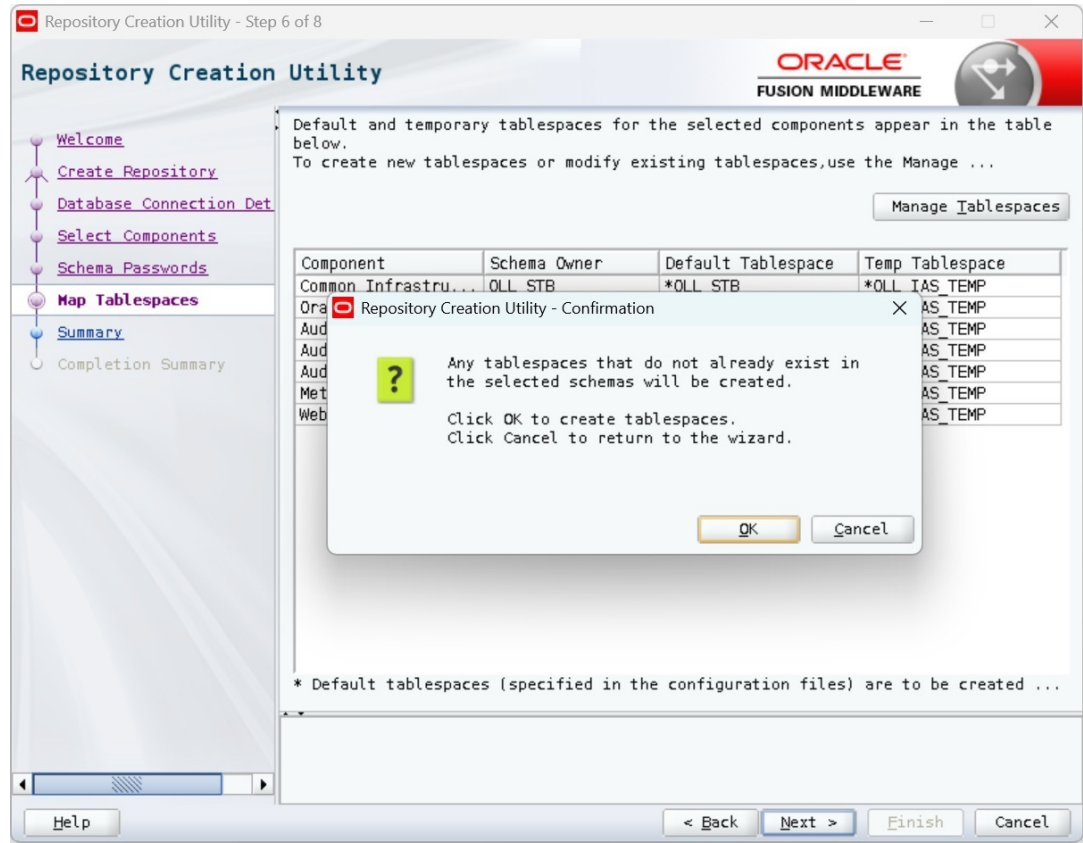 Repository Creation Utility - Step 6 of 8
Repository Creation Utility
ORACLE
FUSION MIDDLEWARE
Welcome
Create Repository
Database Connection Det
Select Components
Schema Passwords
Map Tablespaces
Summary
Completion Summary
Default and temporary tablespaces for the selected components appear in the table
below.
To create new tablespaces or modify existing tablespaces,use the Manage ...
Manage Tablespaces
Component Schema Owner Default Tablespace Temp Tablespace
Common Infrastru... OLL_STB *OLL_STB *OLL_IAS_TEMP
Ora AS_TEMP
Aud AS_TEMP
Aud AS_TEMP
Aud AS_TEMP
Met AS_TEMP
Web AS_TEMP
Repository Creation Utility - Confirmation
Any tablespaces that do not already exist in
the selected schemas will be created.
Click OK to create tablespaces.
Click Cancel to return to the wizard.
OK Cancel
* Default tablespaces (specified in the configuration files) are to be created ...
Help < Back Next > Finish Cancel